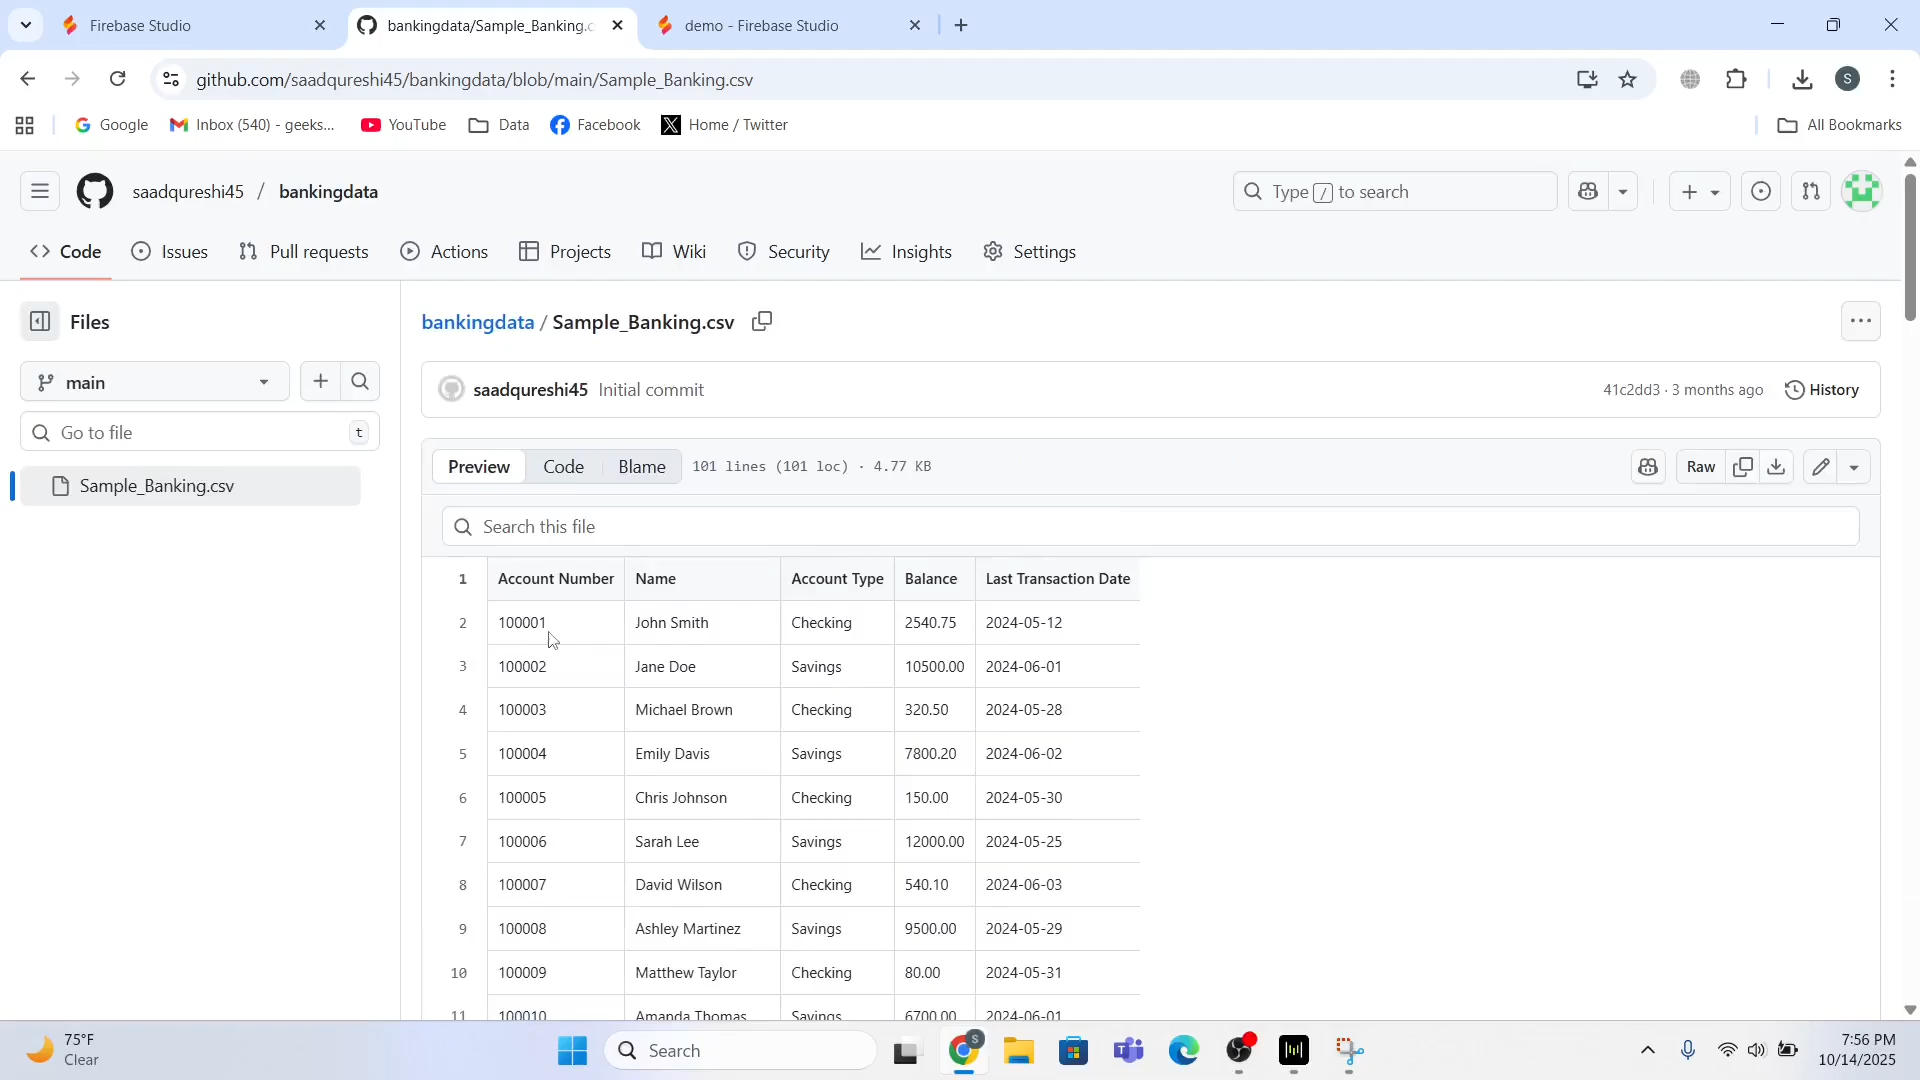 Firebase Studio
bankingdata/Sample_Banking.c
demo - Firebase Studio
github.com/saadqureshi45/bankingdata/blob/main/Sample_Banking.csv
S
Google
Inbox (540) - geeks...
YouTube
Data
Facebook
Home / Twitter
All Bookmarks
saadqureshi45 / bankingdata
Type / to search
Code
Issues
Pull requests
Actions
Projects
Wiki
Security
Insights
Settings
Files
bankingdata / Sample_Banking.csv
main
saadqureshi45 Initial commit
41c2dd3 · 3 months ago
History
Go to file
t
Preview
Code
Blame
101 lines (101 loc) · 4.77 KB
Raw
Sample_Banking.csv
Search this file
1 Account Number Name Account Type Balance Last Transaction Date
2 100001 John Smith Checking 2540.75 2024-05-12
3 100002 Jane Doe Savings 10500.00 2024-06-01
4 100003 Michael Brown Checking 320.50 2024-05-28
5 100004 Emily Davis Savings 7800.20 2024-06-02
6 100005 Chris Johnson Checking 150.00 2024-05-30
7 100006 Sarah Lee Savings 12000.00 2024-05-25
8 100007 David Wilson Checking 540.10 2024-06-03
9 100008 Ashley Martinez Savings 9500.00 2024-05-29
10 100009 Matthew Taylor Checking 80.00 2024-05-31
11 100010 Amanda Thomas Savings 6700.00 2024-06-01
75°F
Clear
Search
S
7:56 PM
10/14/2025